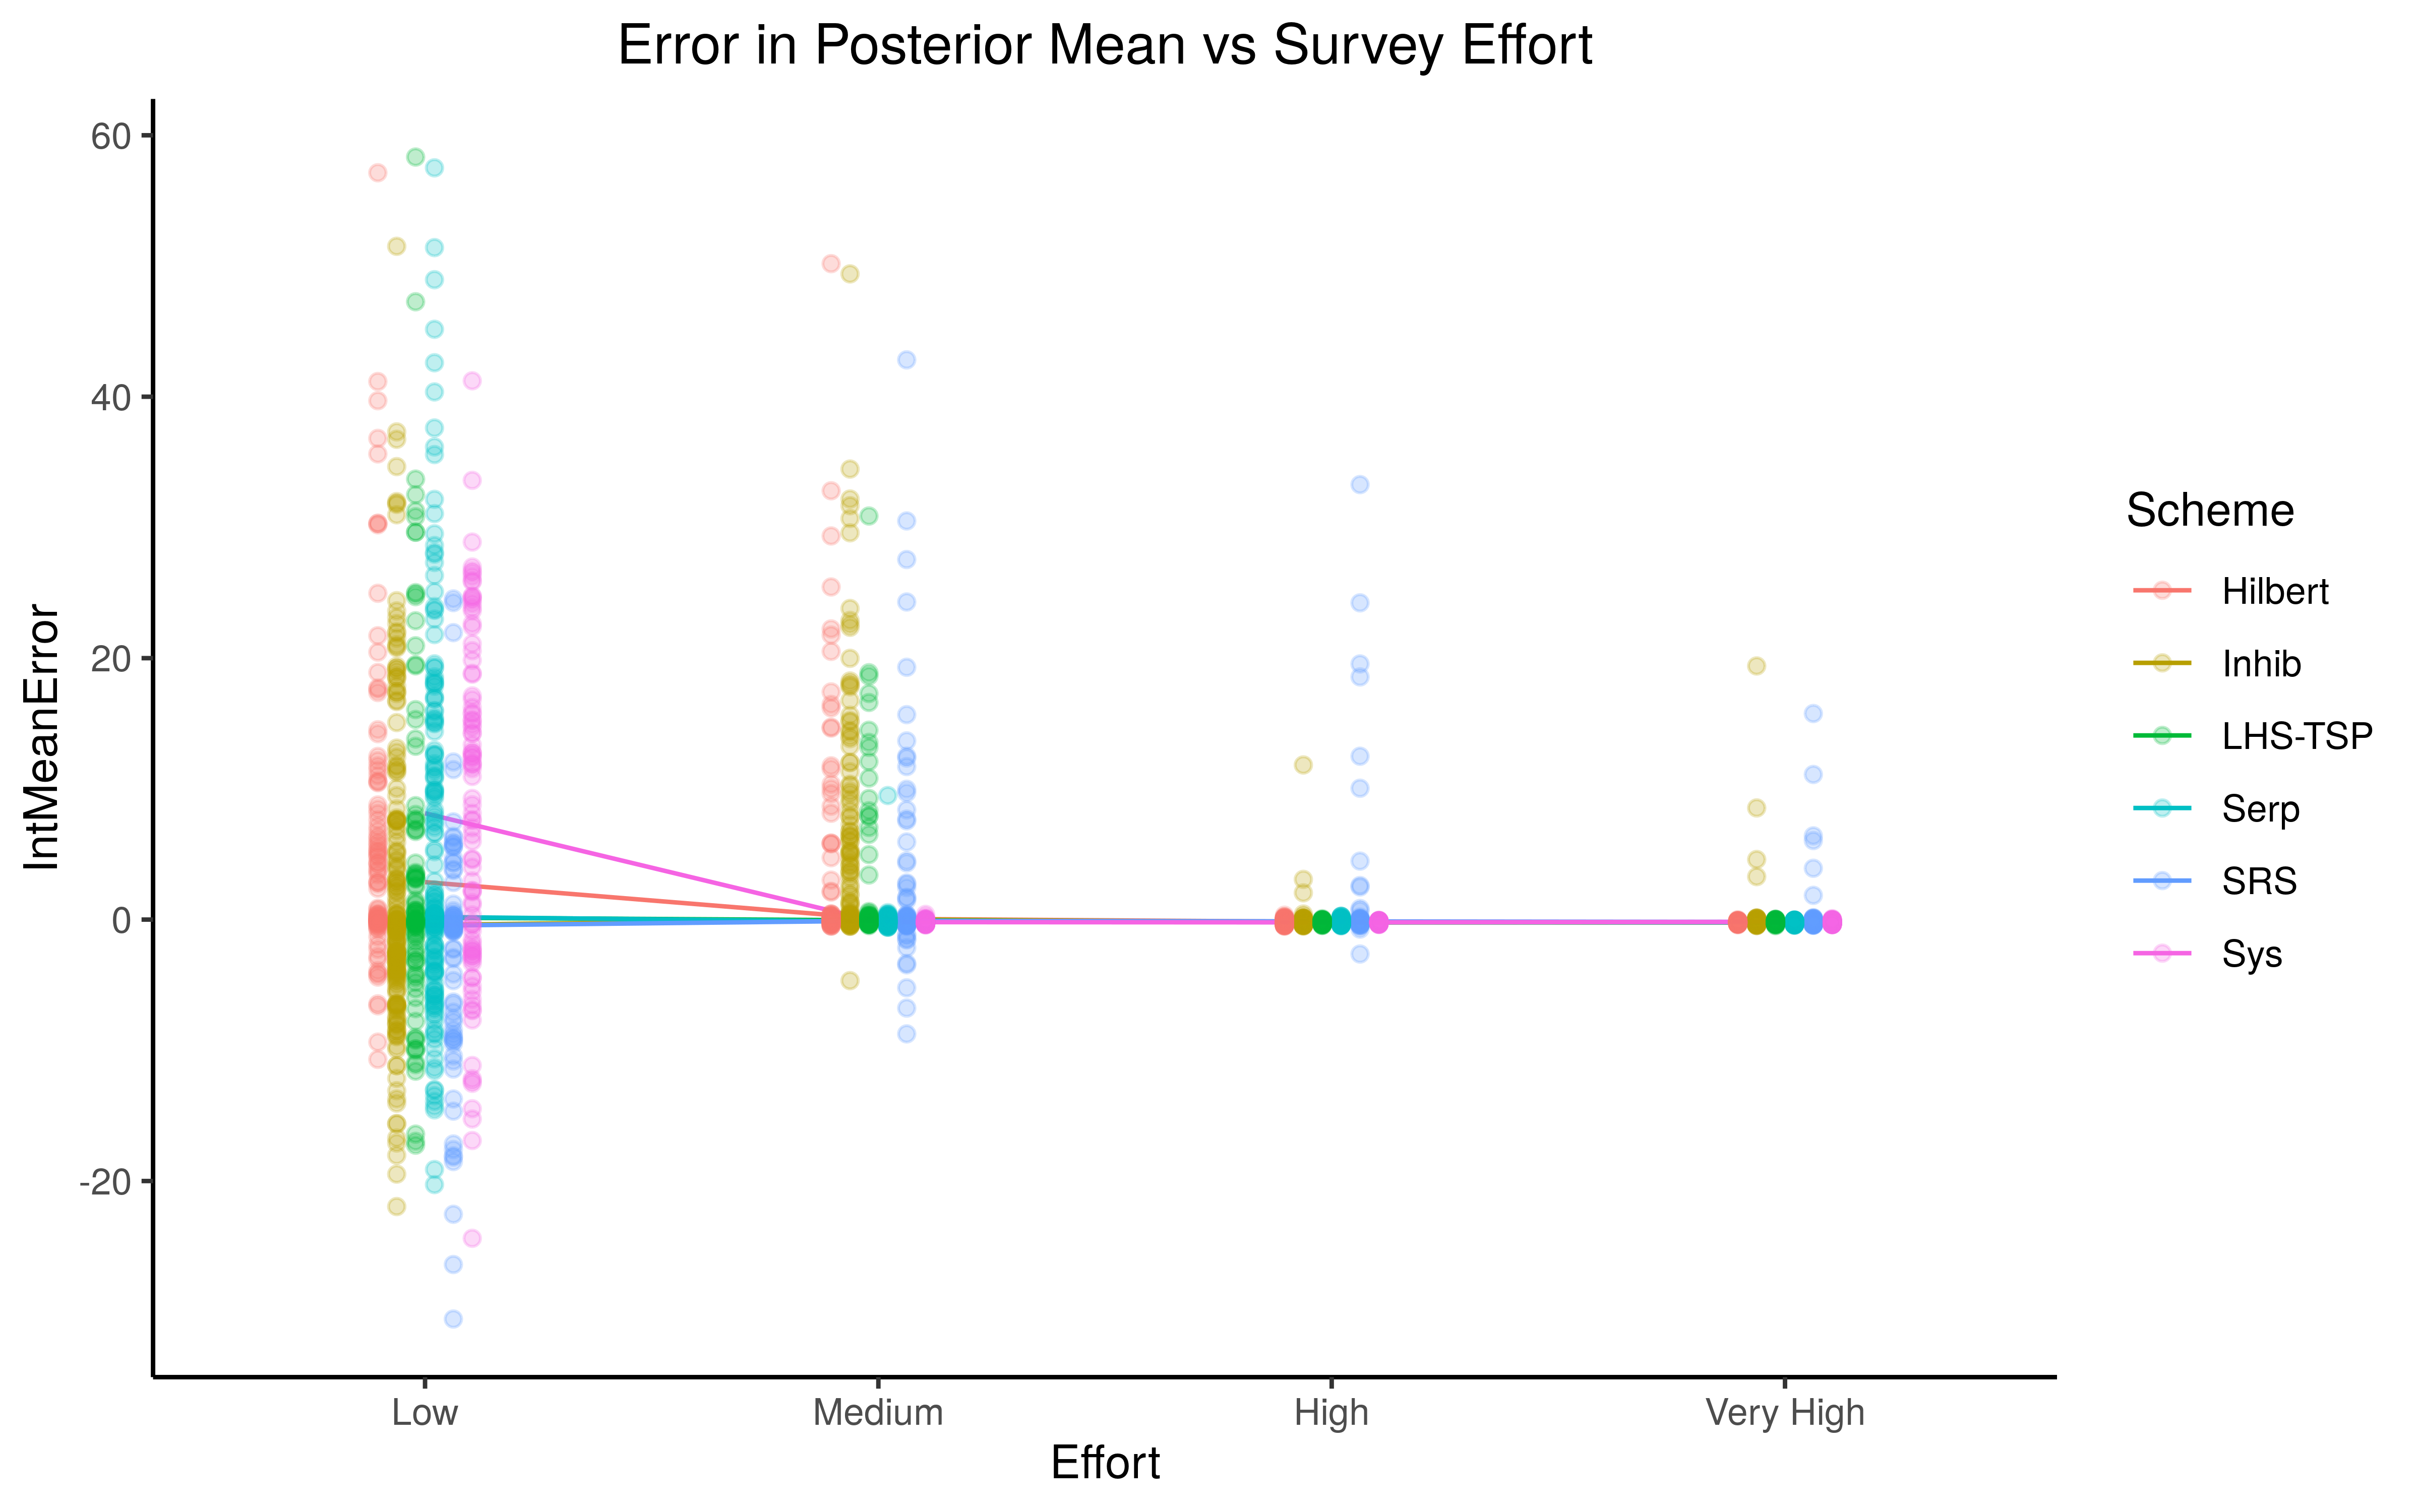 Error in Posterior Mean vs Survey Effort
60
40
20
0
-20
IntMeanError
Low
Medium
High
Very High
Effort
Scheme
Hilbert
Inhib
LHS-TSP
Serp
SRS
Sys